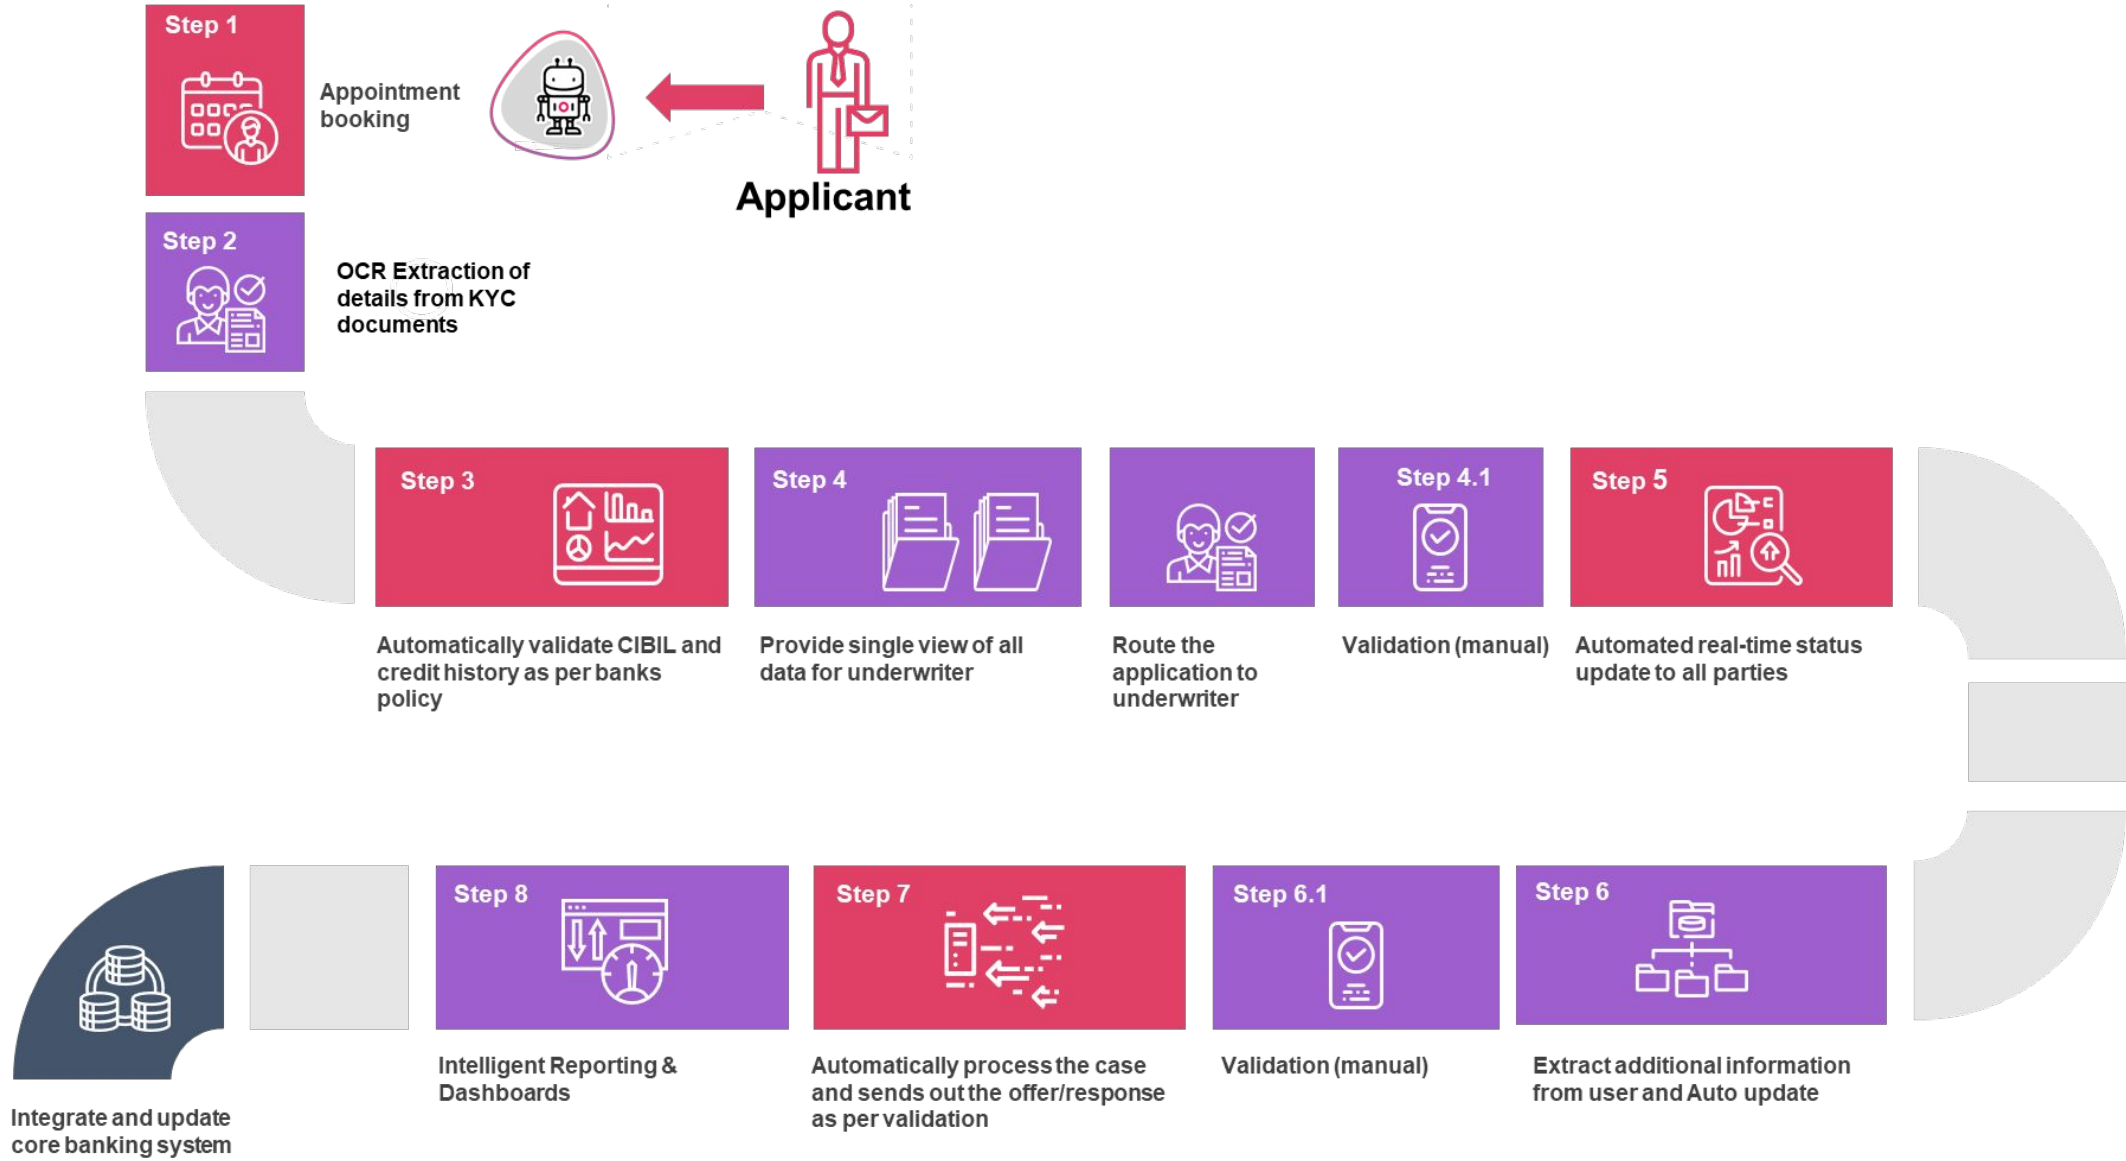 Step 1
Appointment
booking
Applicant
Step 2
OCR Extraction of
details from KYC
documents
Step 3
Automatically validate CIBIL and
credit history as per banks
policy
Step 4
Provide single view of all
data for underwriter
Route the
application to
underwriter
Step 4.1
Validation (manual)
Step 5
Automated real-time status
update to all parties
Step 6
Extract additional information
from user and Auto update
Step 6.1
Validation (manual)
Step 7
Automatically process the case
and sends out the offer/response
as per validation
Step 8
Intelligent Reporting &
Dashboards
Integrate and update
core banking system